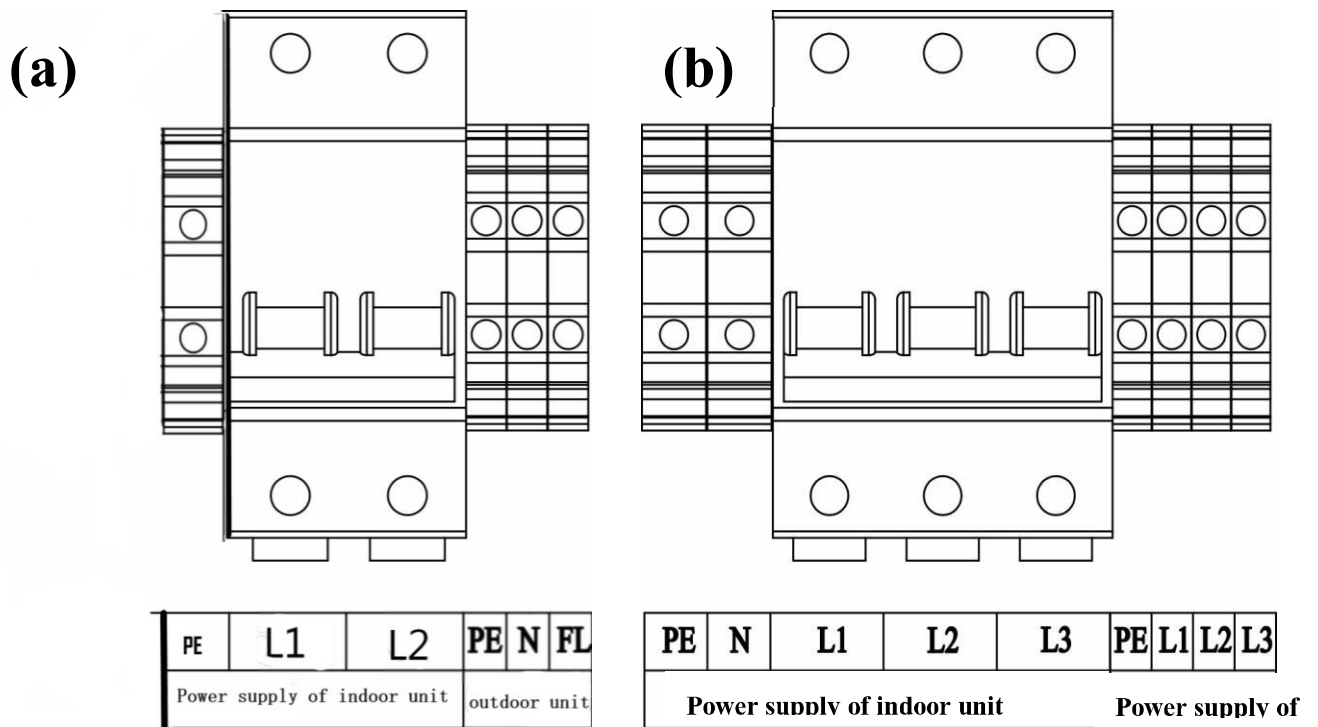 (a) (b)
PE L1 L2 PE N FL PE N L1 L2 L3 PE L1 L2 L3
Power supply of indoor unit outdoor unit Power supply of indoor unit Power supply of